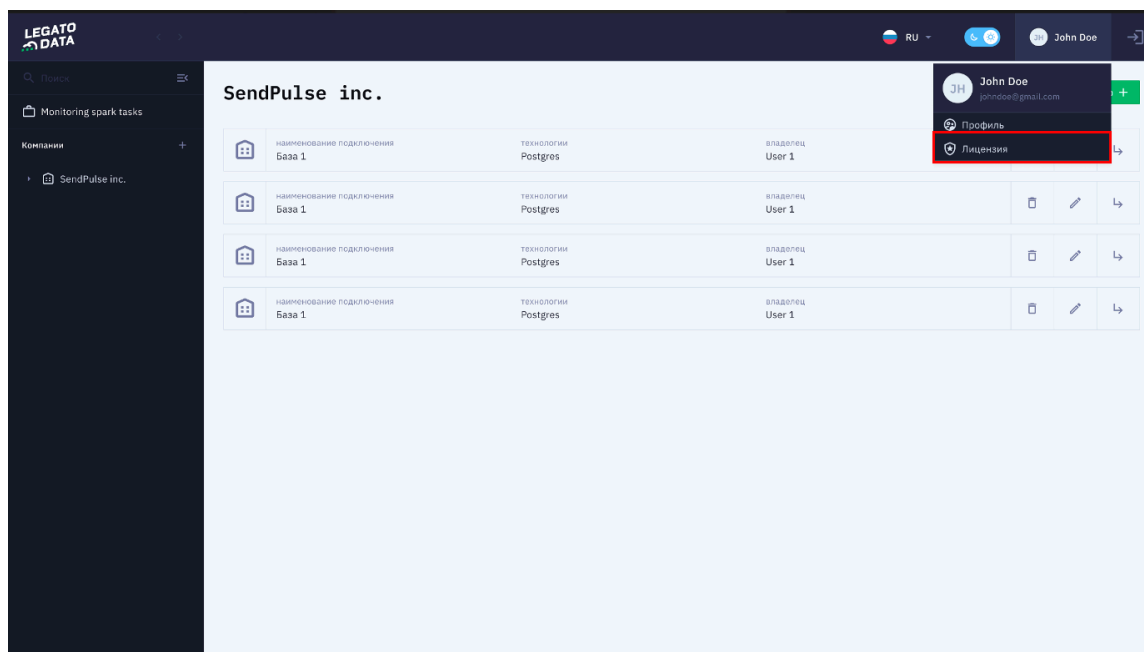 LEGATO
DATA
RU
JH
John Doe
Поиск
Monitoring spark tasks
Компании
SendPulse inc.
SendPulse inc.
JH
John Doe
johndoe@gmail.com
Профиль
Лицензия
наименование подключения
технологии
владелец
База 1
Postgres
User 1
наименование подключения
технологии
владелец
База 1
Postgres
User 1
наименование подключения
технологии
владелец
База 1
Postgres
User 1
наименование подключения
технологии
владелец
База 1
Postgres
User 1